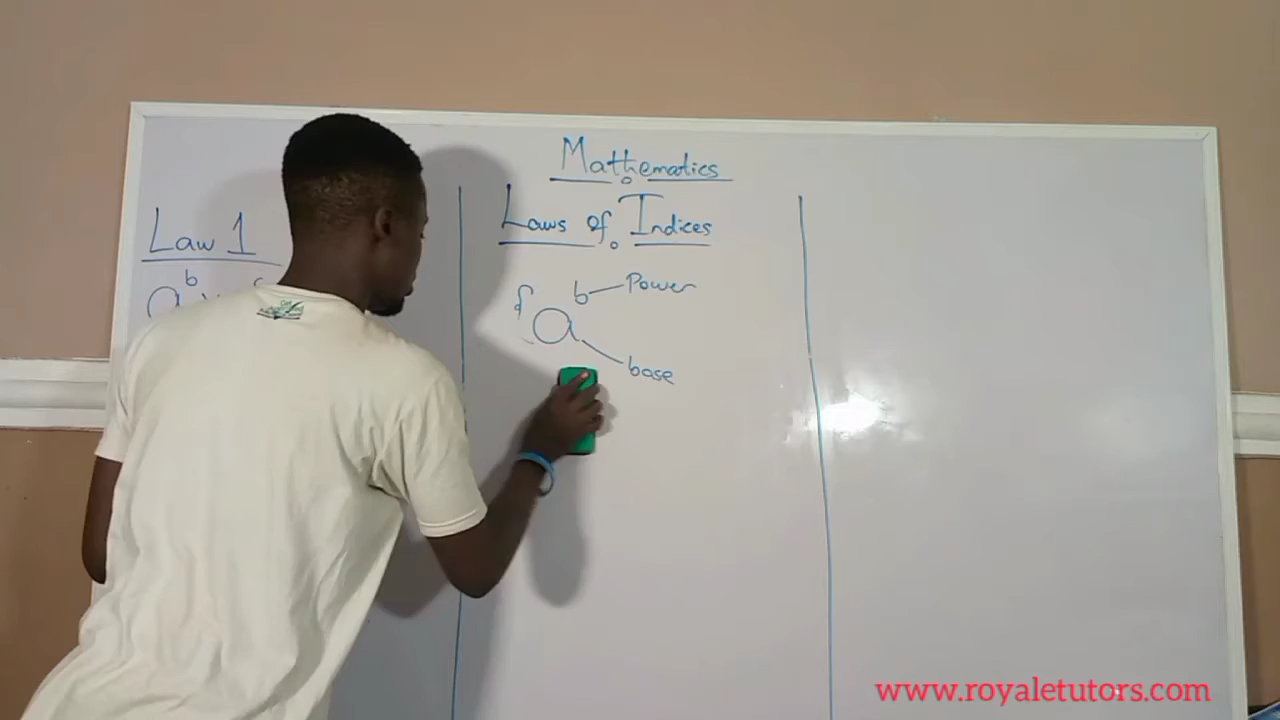 Mathematics
Laws of Indices
Law 1
b
a
b Power
a
base
www.royaletutors.com